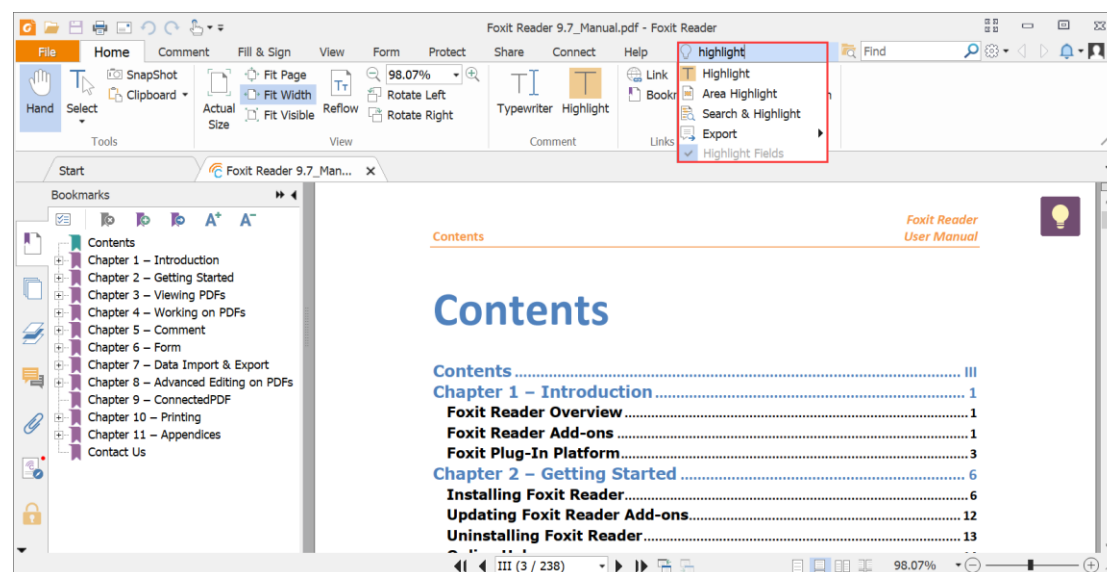 Foxit Reader 9.7_Manual.pdf - Foxit Reader
File Home Comment Fill & Sign View Form Protect Share Connect Help highlight Find
Hand
Select
SnapShot
Clipboard
Tools
Actual Size
Fit Page
Fit Width
Fit Visible
Reflow
98.07%
Rotate Left
Rotate Right
View
Typewriter
Highlight
Comment
Link
Bookr
Links
Highlight
Area Highlight
Search & Highlight
Export
Highlight Fields
Start
Foxit Reader 9.7_Man...
Bookmarks
Contents
Chapter 1 – Introduction
Chapter 2 – Getting Started
Chapter 3 – Viewing PDFs
Chapter 4 – Working on PDFs
Chapter 5 – Comment
Chapter 6 – Form
Chapter 7 – Data Import & Export
Chapter 8 – Advanced Editing on PDFs
Chapter 9 – ConnectedPDF
Chapter 10 – Printing
Chapter 11 – Appendices
Contact Us
Contents
Foxit Reader
User Manual
Contents
Contents III
Chapter 1 – Introduction 1
Foxit Reader Overview 1
Foxit Reader Add-ons 1
Foxit Plug-In Platform 3
Chapter 2 – Getting Started 6
Installing Foxit Reader 6
Updating Foxit Reader Add-ons 12
Uninstalling Foxit Reader 13
III (3 / 238)
98.07%